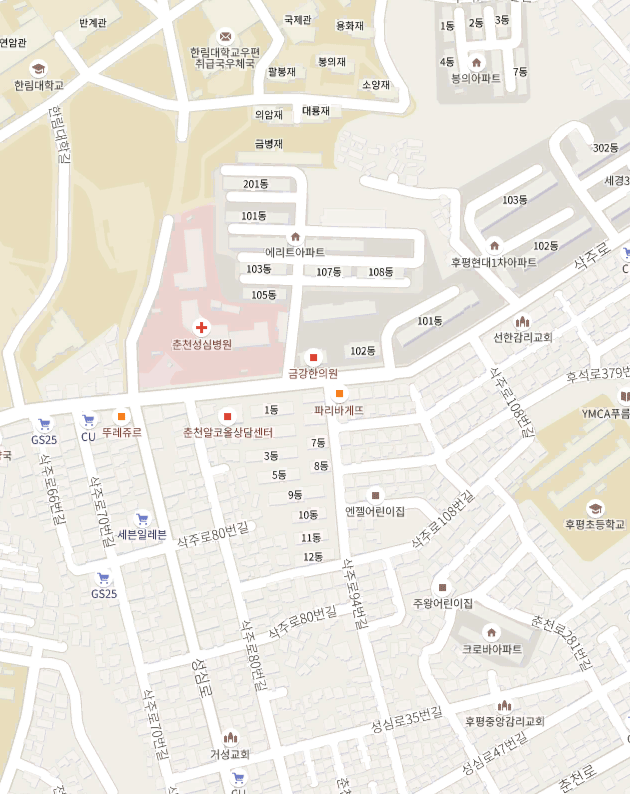 반계관
국제관
용화재
1동
2동
3동
연암관
한림대학교우편
취급국우체국
봉의재
4동
한림대학교
팔봉재
소양재
7동
봉의아파트
의암재
대룡재
한림대학길
금병재
302동
201동
세경3
103동
101동
에리트아파트
102동
삭주로
103동
107동
108동
후평현대1차아파트
105동
101동
선한감리교회
춘천성심병원
102동
금강한의원
후석로379번
삭주로108번길
1동
파리바게뜨
YMCA푸름
GS25
CU
뚜레쥬르
춘천알코올상담센터
7동
약국
3동
8동
5동
삭주로66번길
삭주로70번길
9동
엔젤어린이집
10동
세븐일레븐
삭주로80번길
11동
삭주로108번길
후평초등학교
12동
GS25
삭주로94번길
주왕어린이집
삭주로80번길
춘천로281번길
크로바아파트
성심로
삭주로80번길
삭주로70번길
성심로35번길
후평중앙감리교회
거성교회
성심로47번길
CU
춘천로